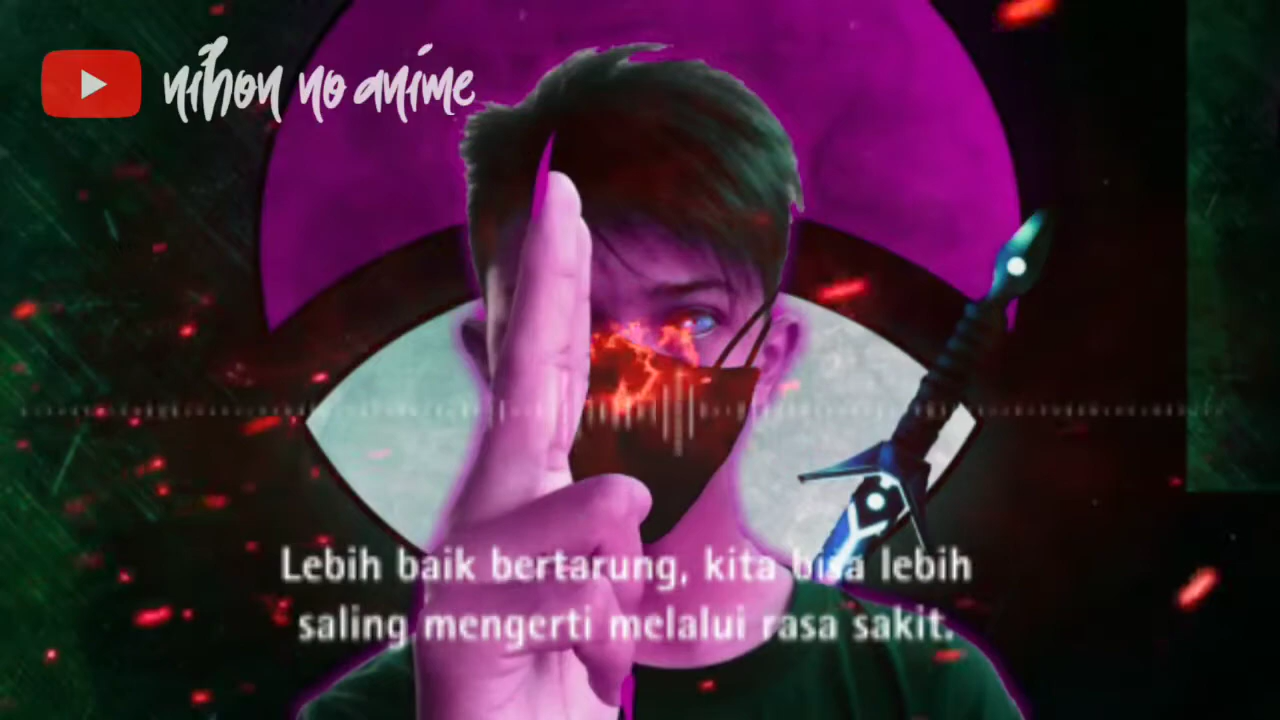 nihon no anime
Lebih baik bertarung, kita bisa lebih
saling mengerti melalui rasa sakit.